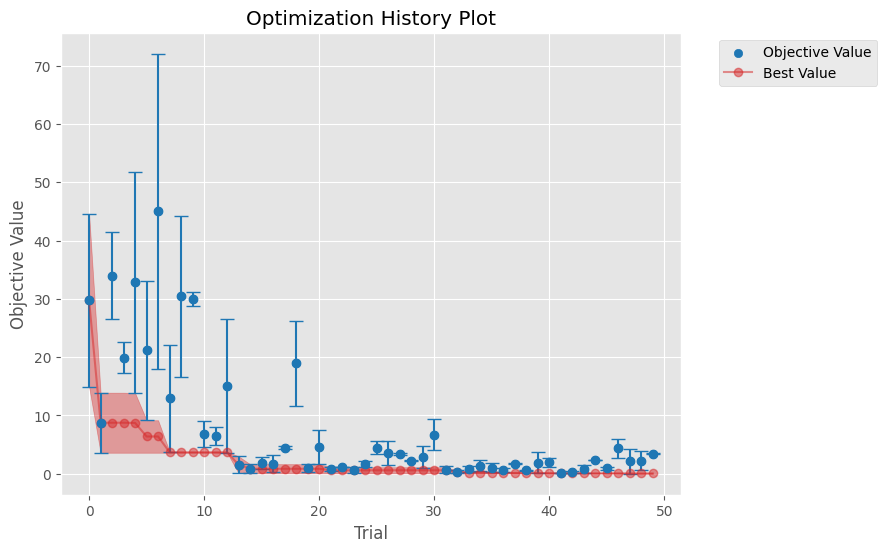 Optimization History Plot
Objective Value
Best Value
Objective Value
70
60
50
40
30
20
10
0
0 10 20 30 40 50
Trial